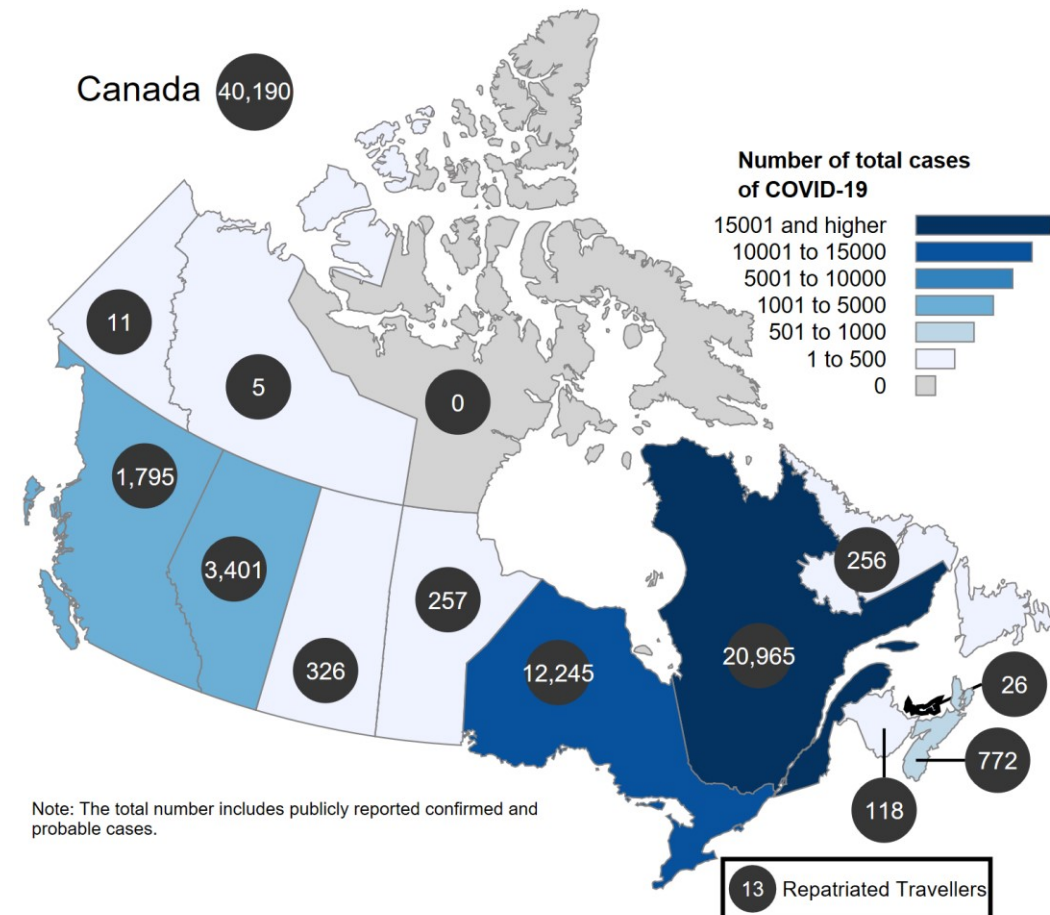 Canada 40,190
Number of total cases
of COVID-19
15001 and higher
10001 to 15000
5001 to 10000
1001 to 5000
501 to 1000
1 to 500
0
11
5
0
1,795
3,401
326
257
12,245
20,965
256
26
772
118
Note: The total number includes publicly reported confirmed and
probable cases.
13 Repatriated Travellers